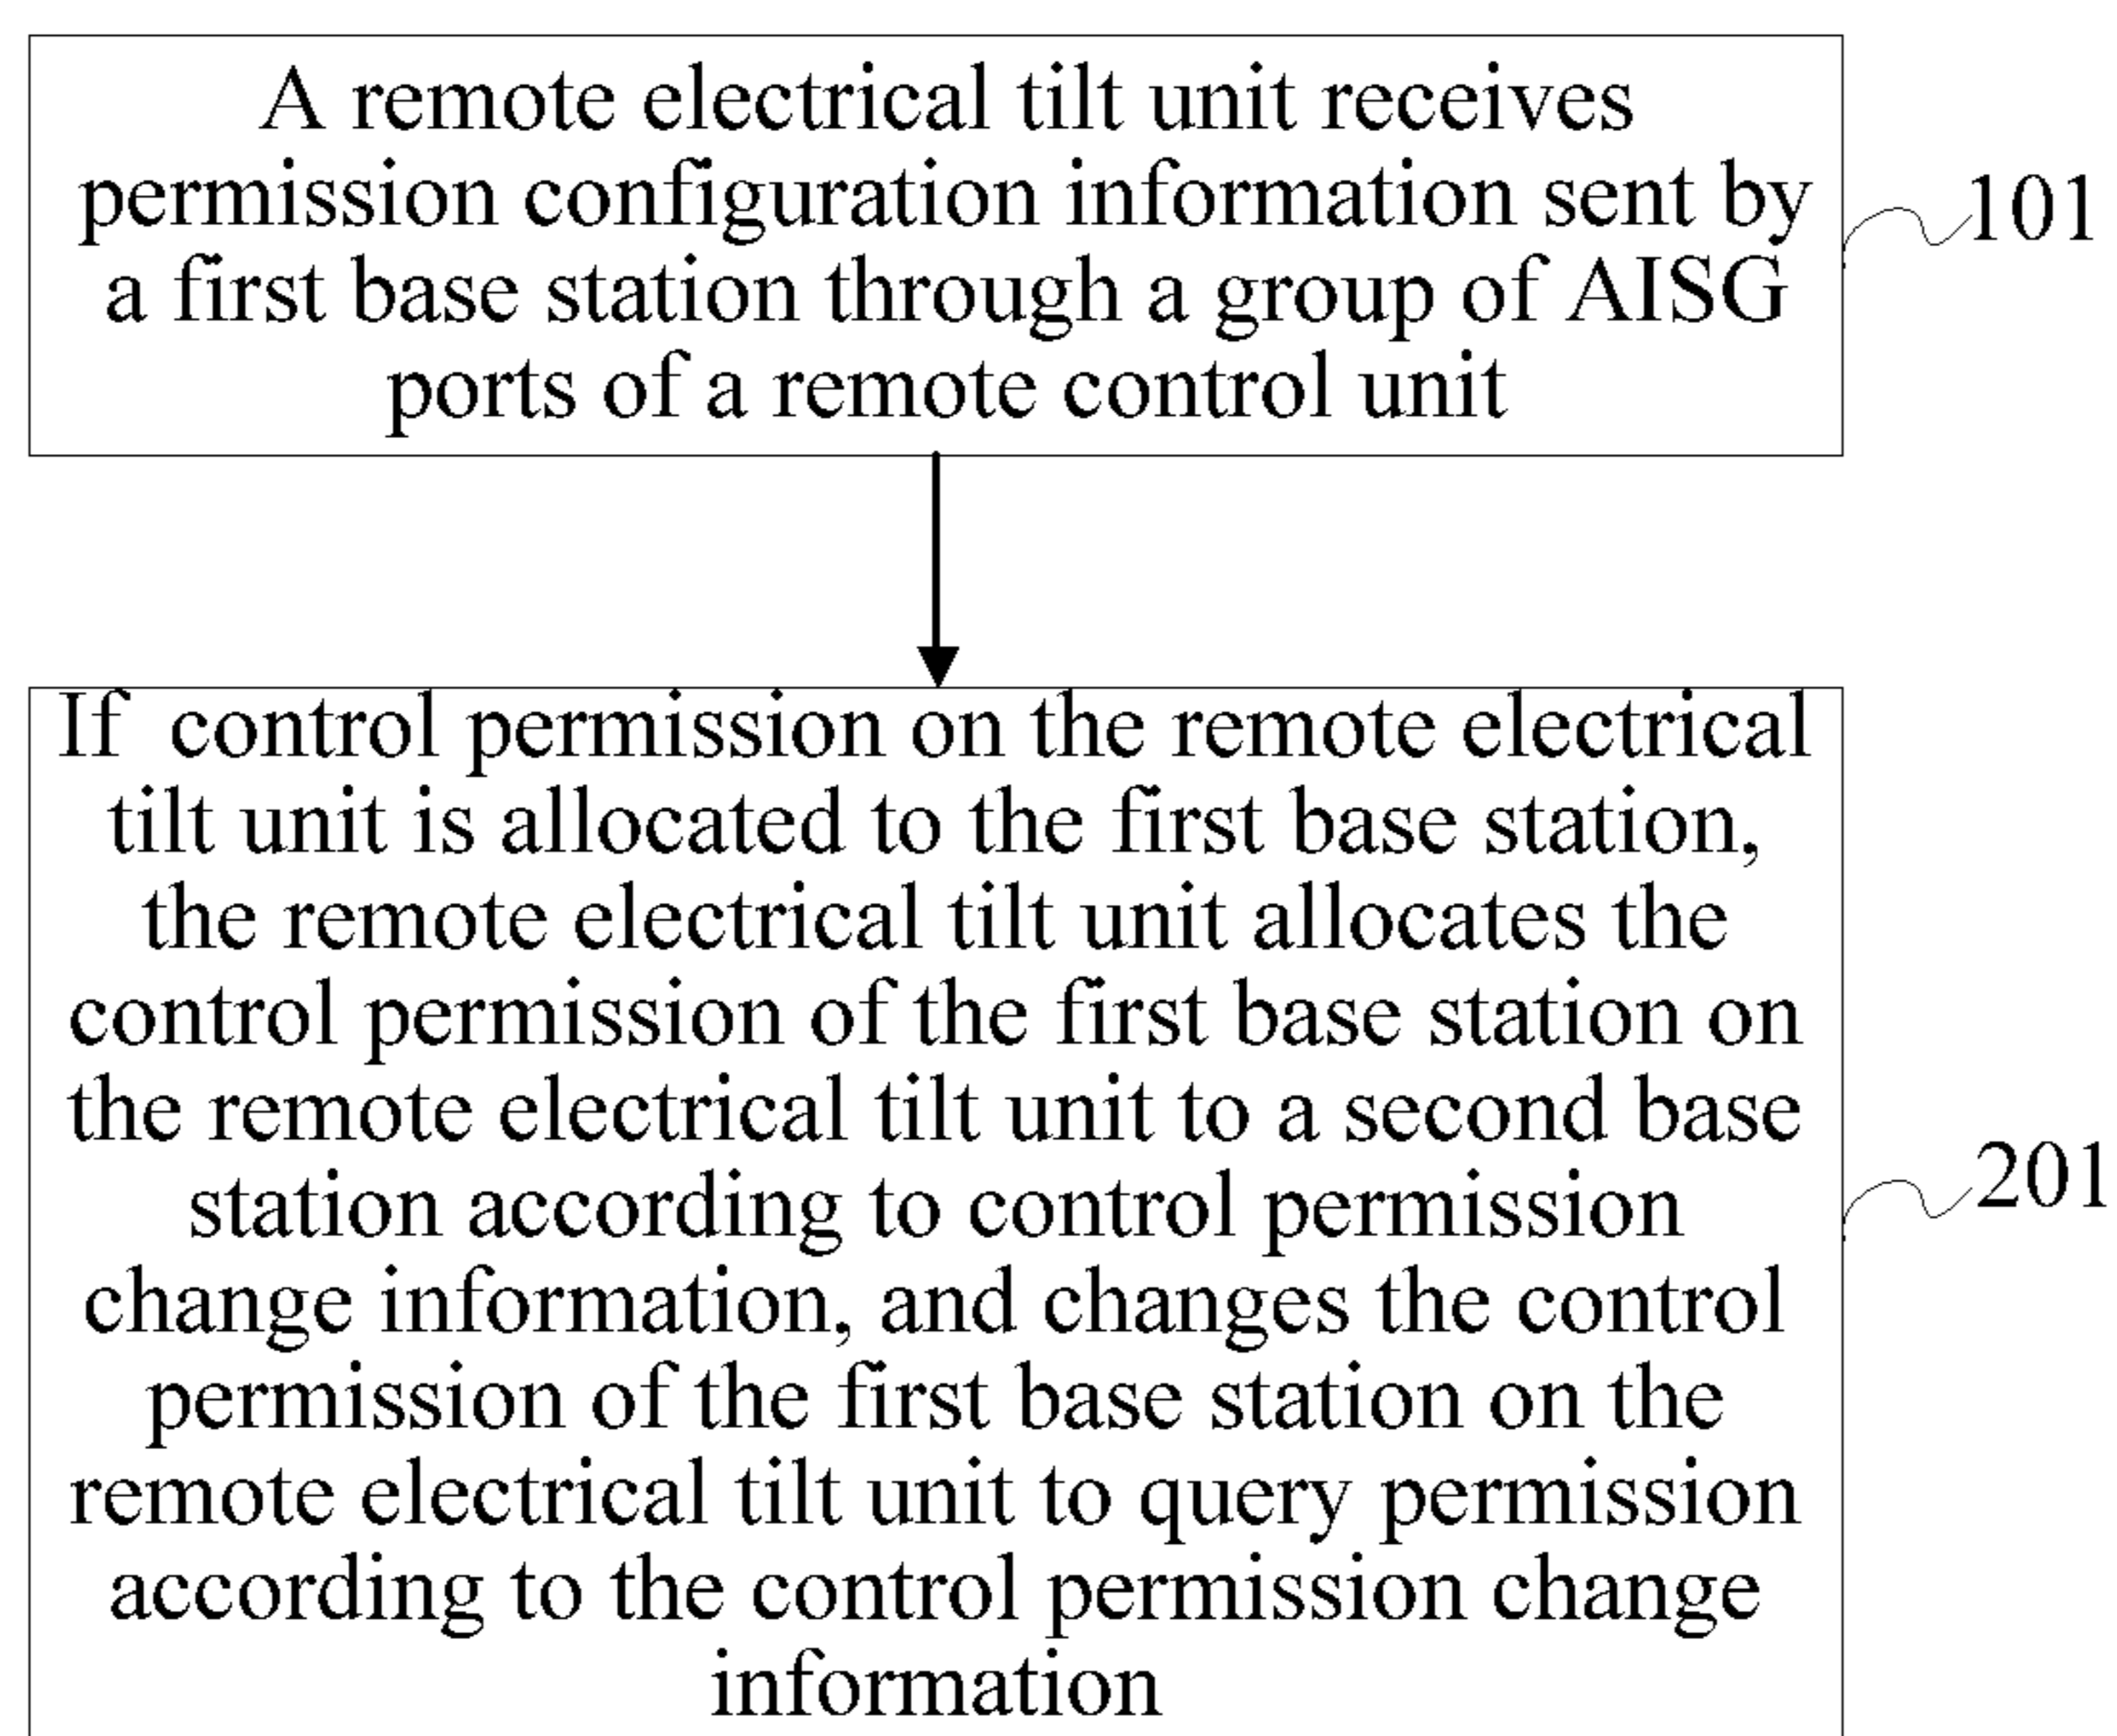 A remote electrical tilt unit receives
permission configuration information sent by
a first base station through a group of AISG
ports of a remote control unit
101
If control permission on the remote electrical
tilt unit is allocated to the first base station,
the remote electrical tilt unit allocates the
control permission of the first base station on
the remote electrical tilt unit to a second base
station according to control permission
change information, and changes the control
permission of the first base station on the
remote electrical tilt unit to query permission
according to the control permission change
information
201